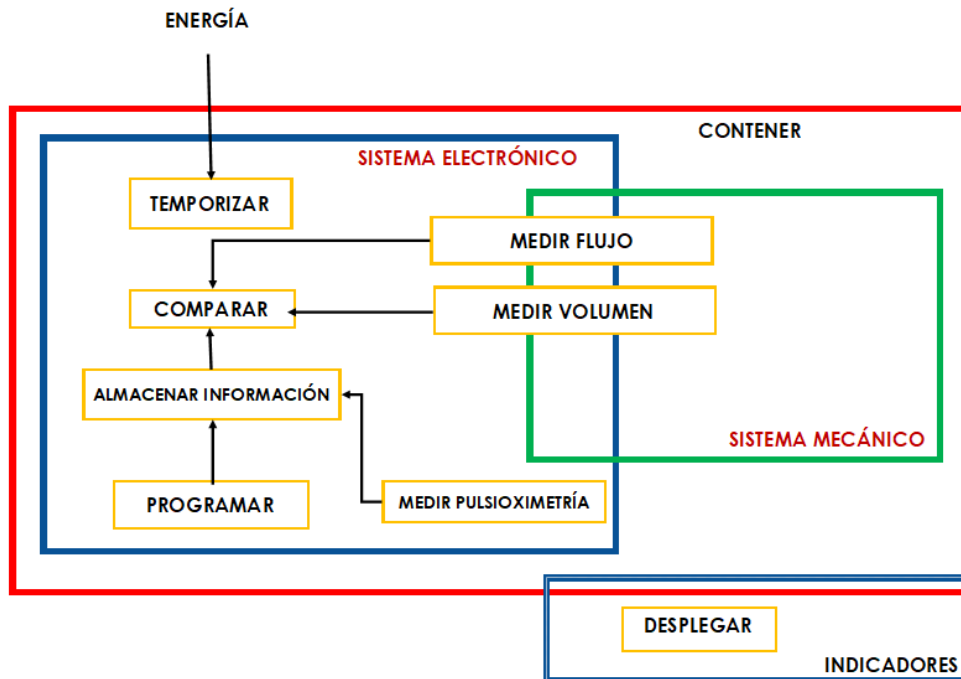 ENERGÍA
CONTENER
SISTEMA ELECTRÓNICO
TEMPORIZAR
MEDIR FLUJO
COMPARAR
MEDIR VOLUMEN
ALMACENAR INFORMACIÓN
SISTEMA MECÁNICO
PROGRAMAR
MEDIR PULSIOXIMETRÍA
DESPLEGAR
INDICADORES